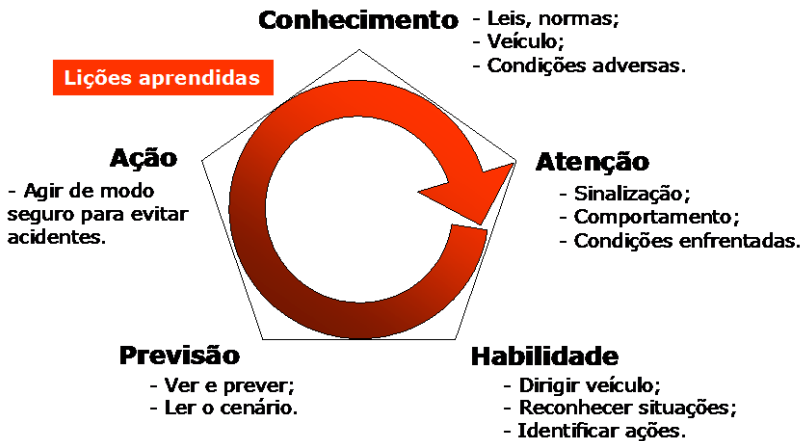 Conhecimento
- Leis, normas;
- Veículo;
- Condições adversas.
Lições aprendidas
Ação
- Agir de modo
seguro para evitar
acidentes.
Atenção
- Sinalização;
- Comportamento;
- Condições enfrentadas.
Previsão
- Ver e prever;
- Ler o cenário.
Habilidade
- Dirigir veículo;
- Reconhecer situações;
- Identificar ações.